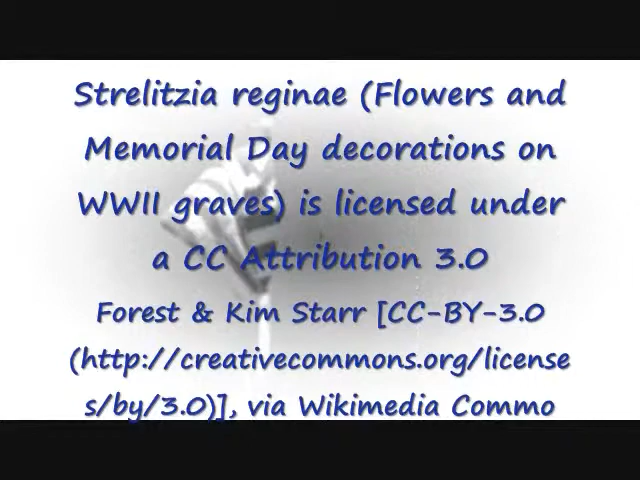 Strelitzia reginae (Flowers and
Memorial Day decorations on
WWII graves) is licensed under
a CC Attribution 3.0
Forest & Kim Starr [CC-BY-3.0
(http://creativecommons.org/license
s/by/3.0)], via Wikimedia Commo